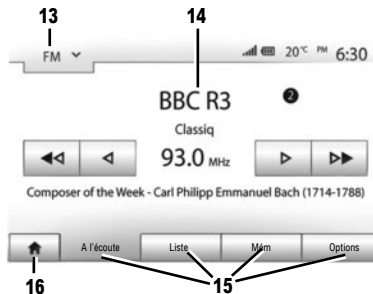 13 14
FM 20°C PM 6:30
BBC R3 2
Classiq
93.0 MHz
Composer of the Week - Carl Philipp Emmanuel Bach (1714-1788)
A l'écoute Liste Mém Options
16 15